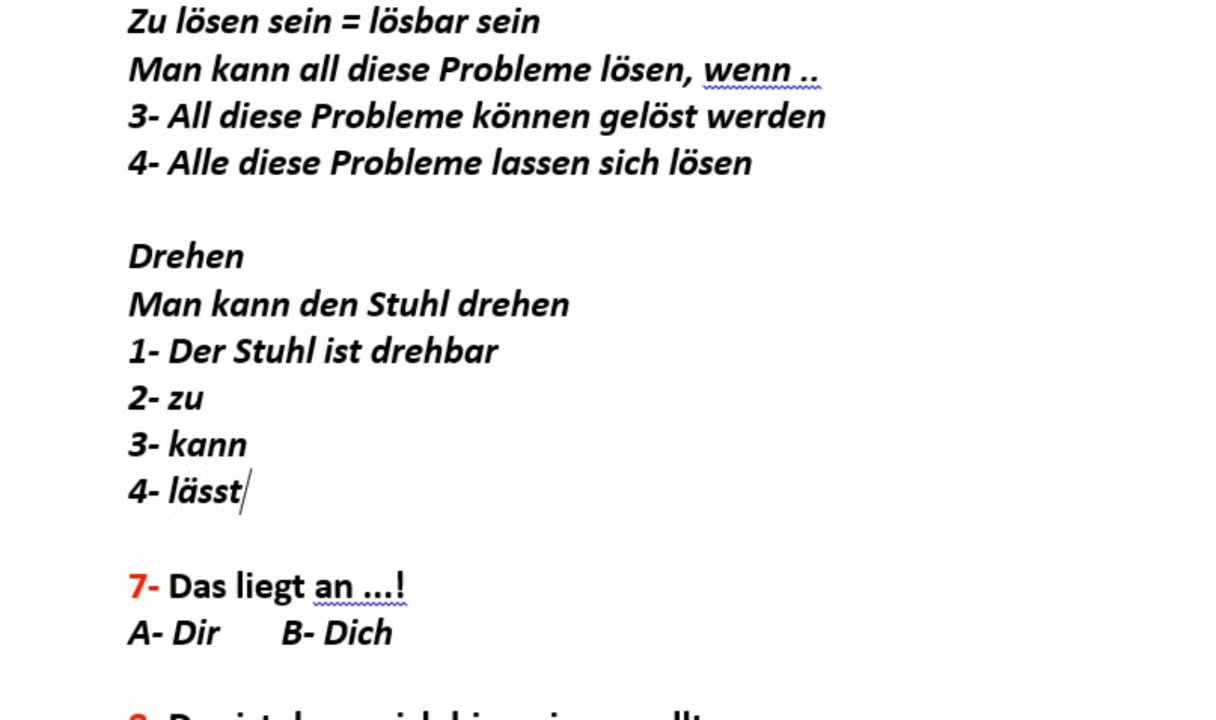 Zu lösen sein = lösbar sein
Man kann all diese Probleme lösen, wenn ..
3- All diese Probleme können gelöst werden
4- Alle diese Probleme lassen sich lösen
Drehen
Man kann den Stuhl drehen
1- Der Stuhl ist drehbar
2- zu
3- kann
4- lässt
7- Das liegt an ...!
A- Dir B- Dich